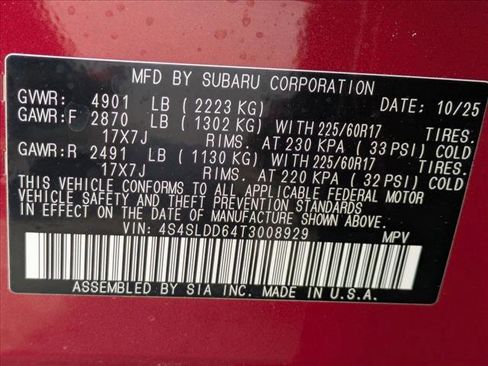 MFD BY SUBARU CORPORATION
GVWR: 4901 LB ( 2223 KG) DATE: 10/25
GAWR:F 2870 LB ( 1302 KG) WITH 225/60R17 TIRES.
17X7J RIMS. AT 230 KPA ( 33 PSI) COLD
GAWR:R 2491 LB ( 1130 KG) WITH 225/60R17 TIRES.
17X7J RIMS. AT 220 KPA ( 32 PSI) COLD
THIS VEHICLE CONFORMS TO ALL APPLICABLE FEDERAL MOTOR
VEHICLE SAFETY AND THEFT PREVENTION STANDARDS
IN EFFECT ON THE DATE OF MANUFACTURE SHOWN ABOVE.
VIN: 4S4SLDD64T3008929 MPV
ASSEMBLED BY SIA INC. MADE IN U.S.A.